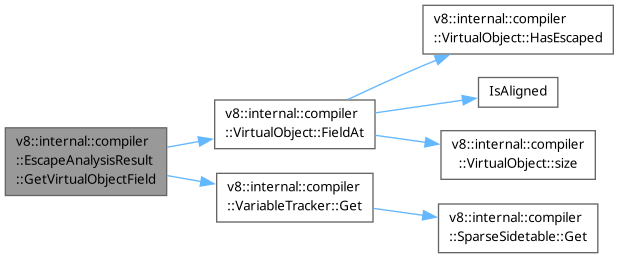 v8::internal::compiler
::EscapeAnalysisResult
::GetVirtualObjectField
v8::internal::compiler
::VirtualObject::FieldAt
v8::internal::compiler
::VirtualObject::HasEscaped
IsAligned
v8::internal::compiler
::VirtualObject::size
v8::internal::compiler
::VariableTracker::Get
v8::internal::compiler
::SparseSidetable::Get